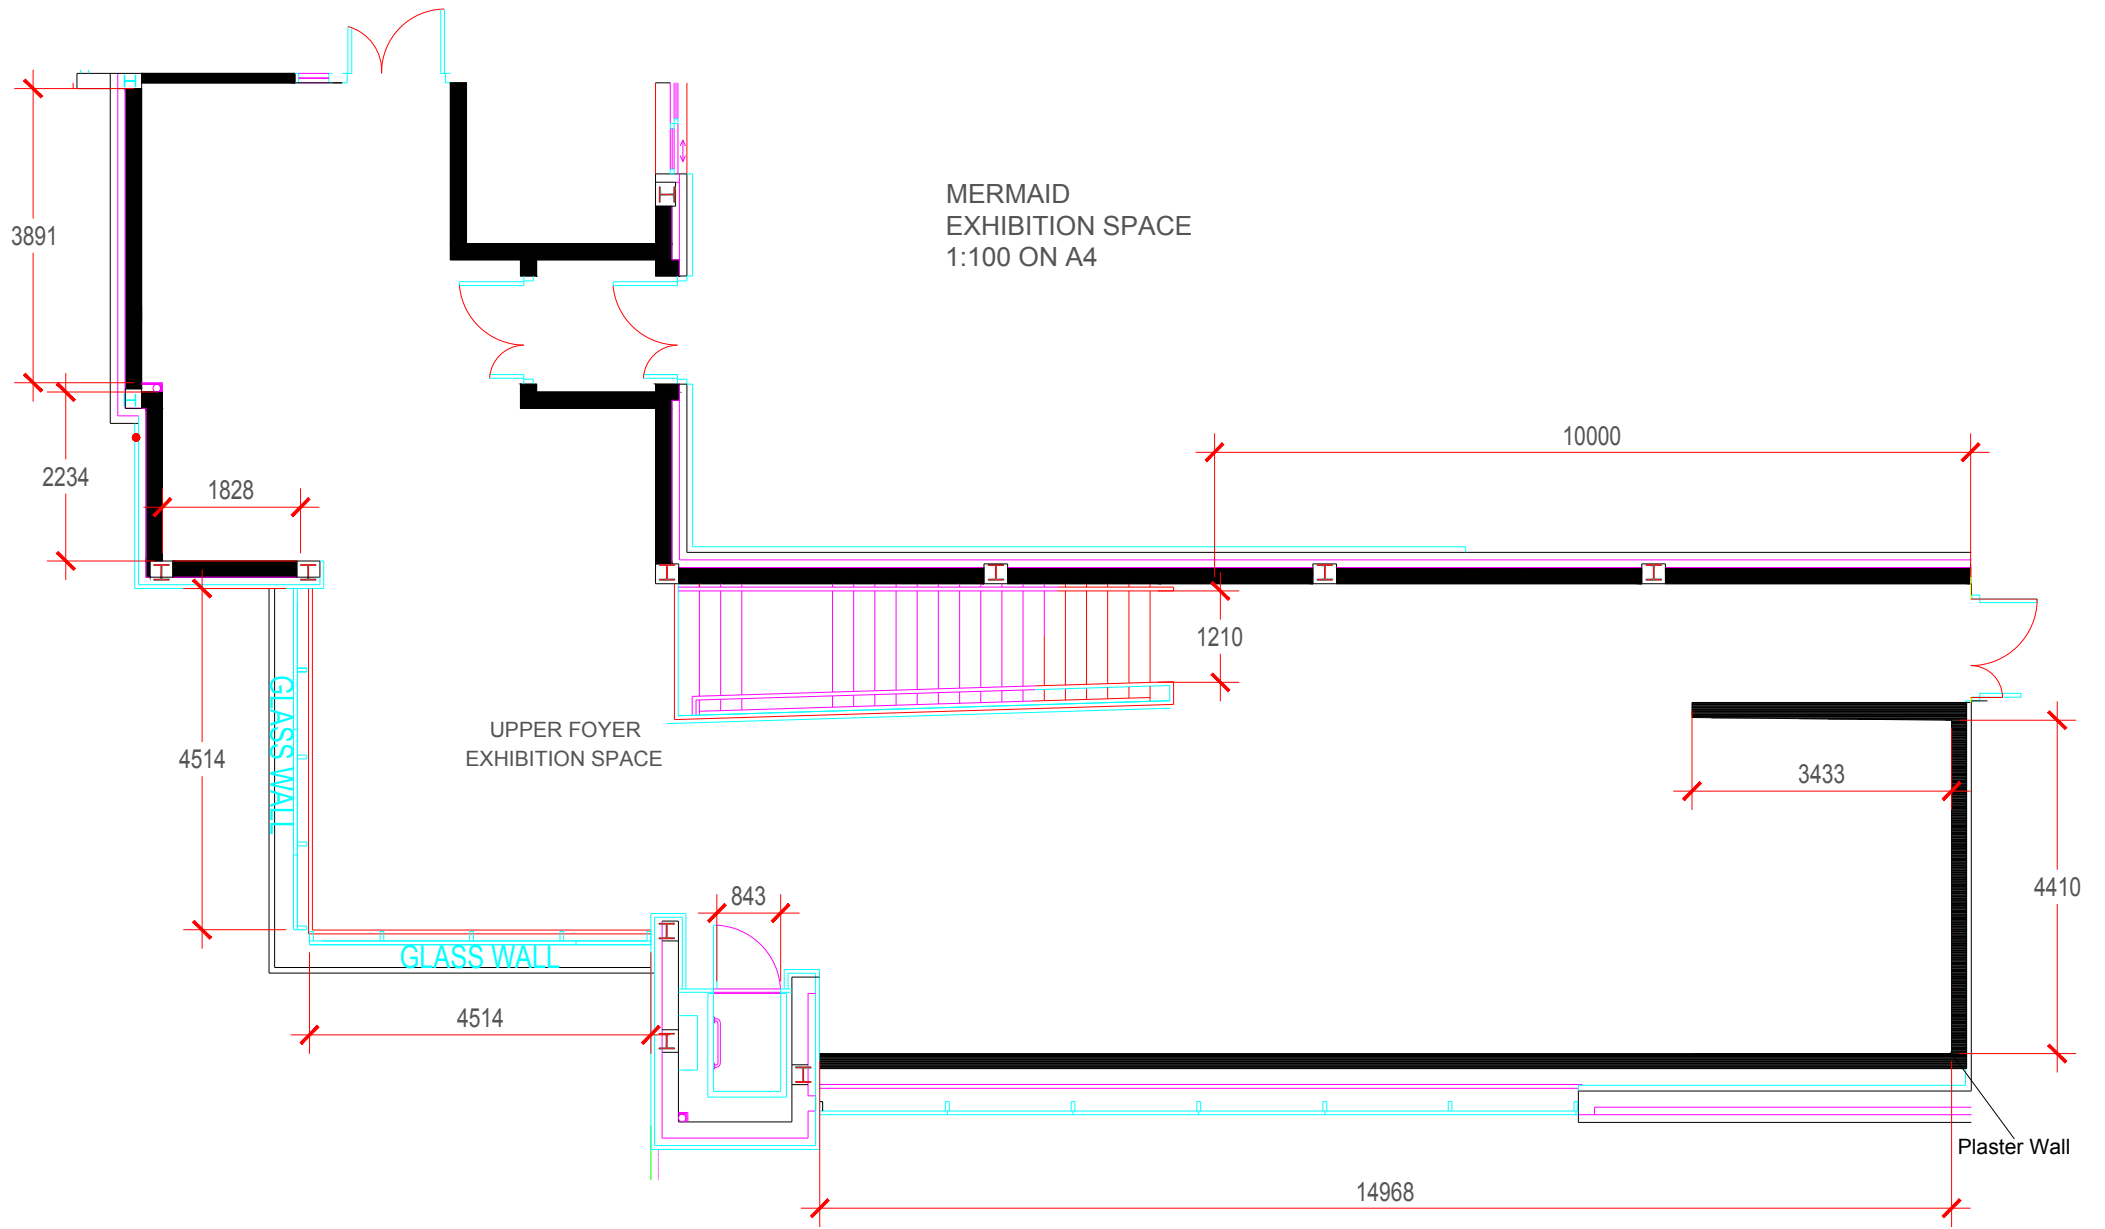 MERMAID
EXHIBITION SPACE
1:100 ON A4
3891
10000
2234
1828
1210
GLASS WALL
UPPER FOYER
EXHIBITION SPACE
4514
3433
843
4410
GLASS WALL
4514
Plaster Wall
14968